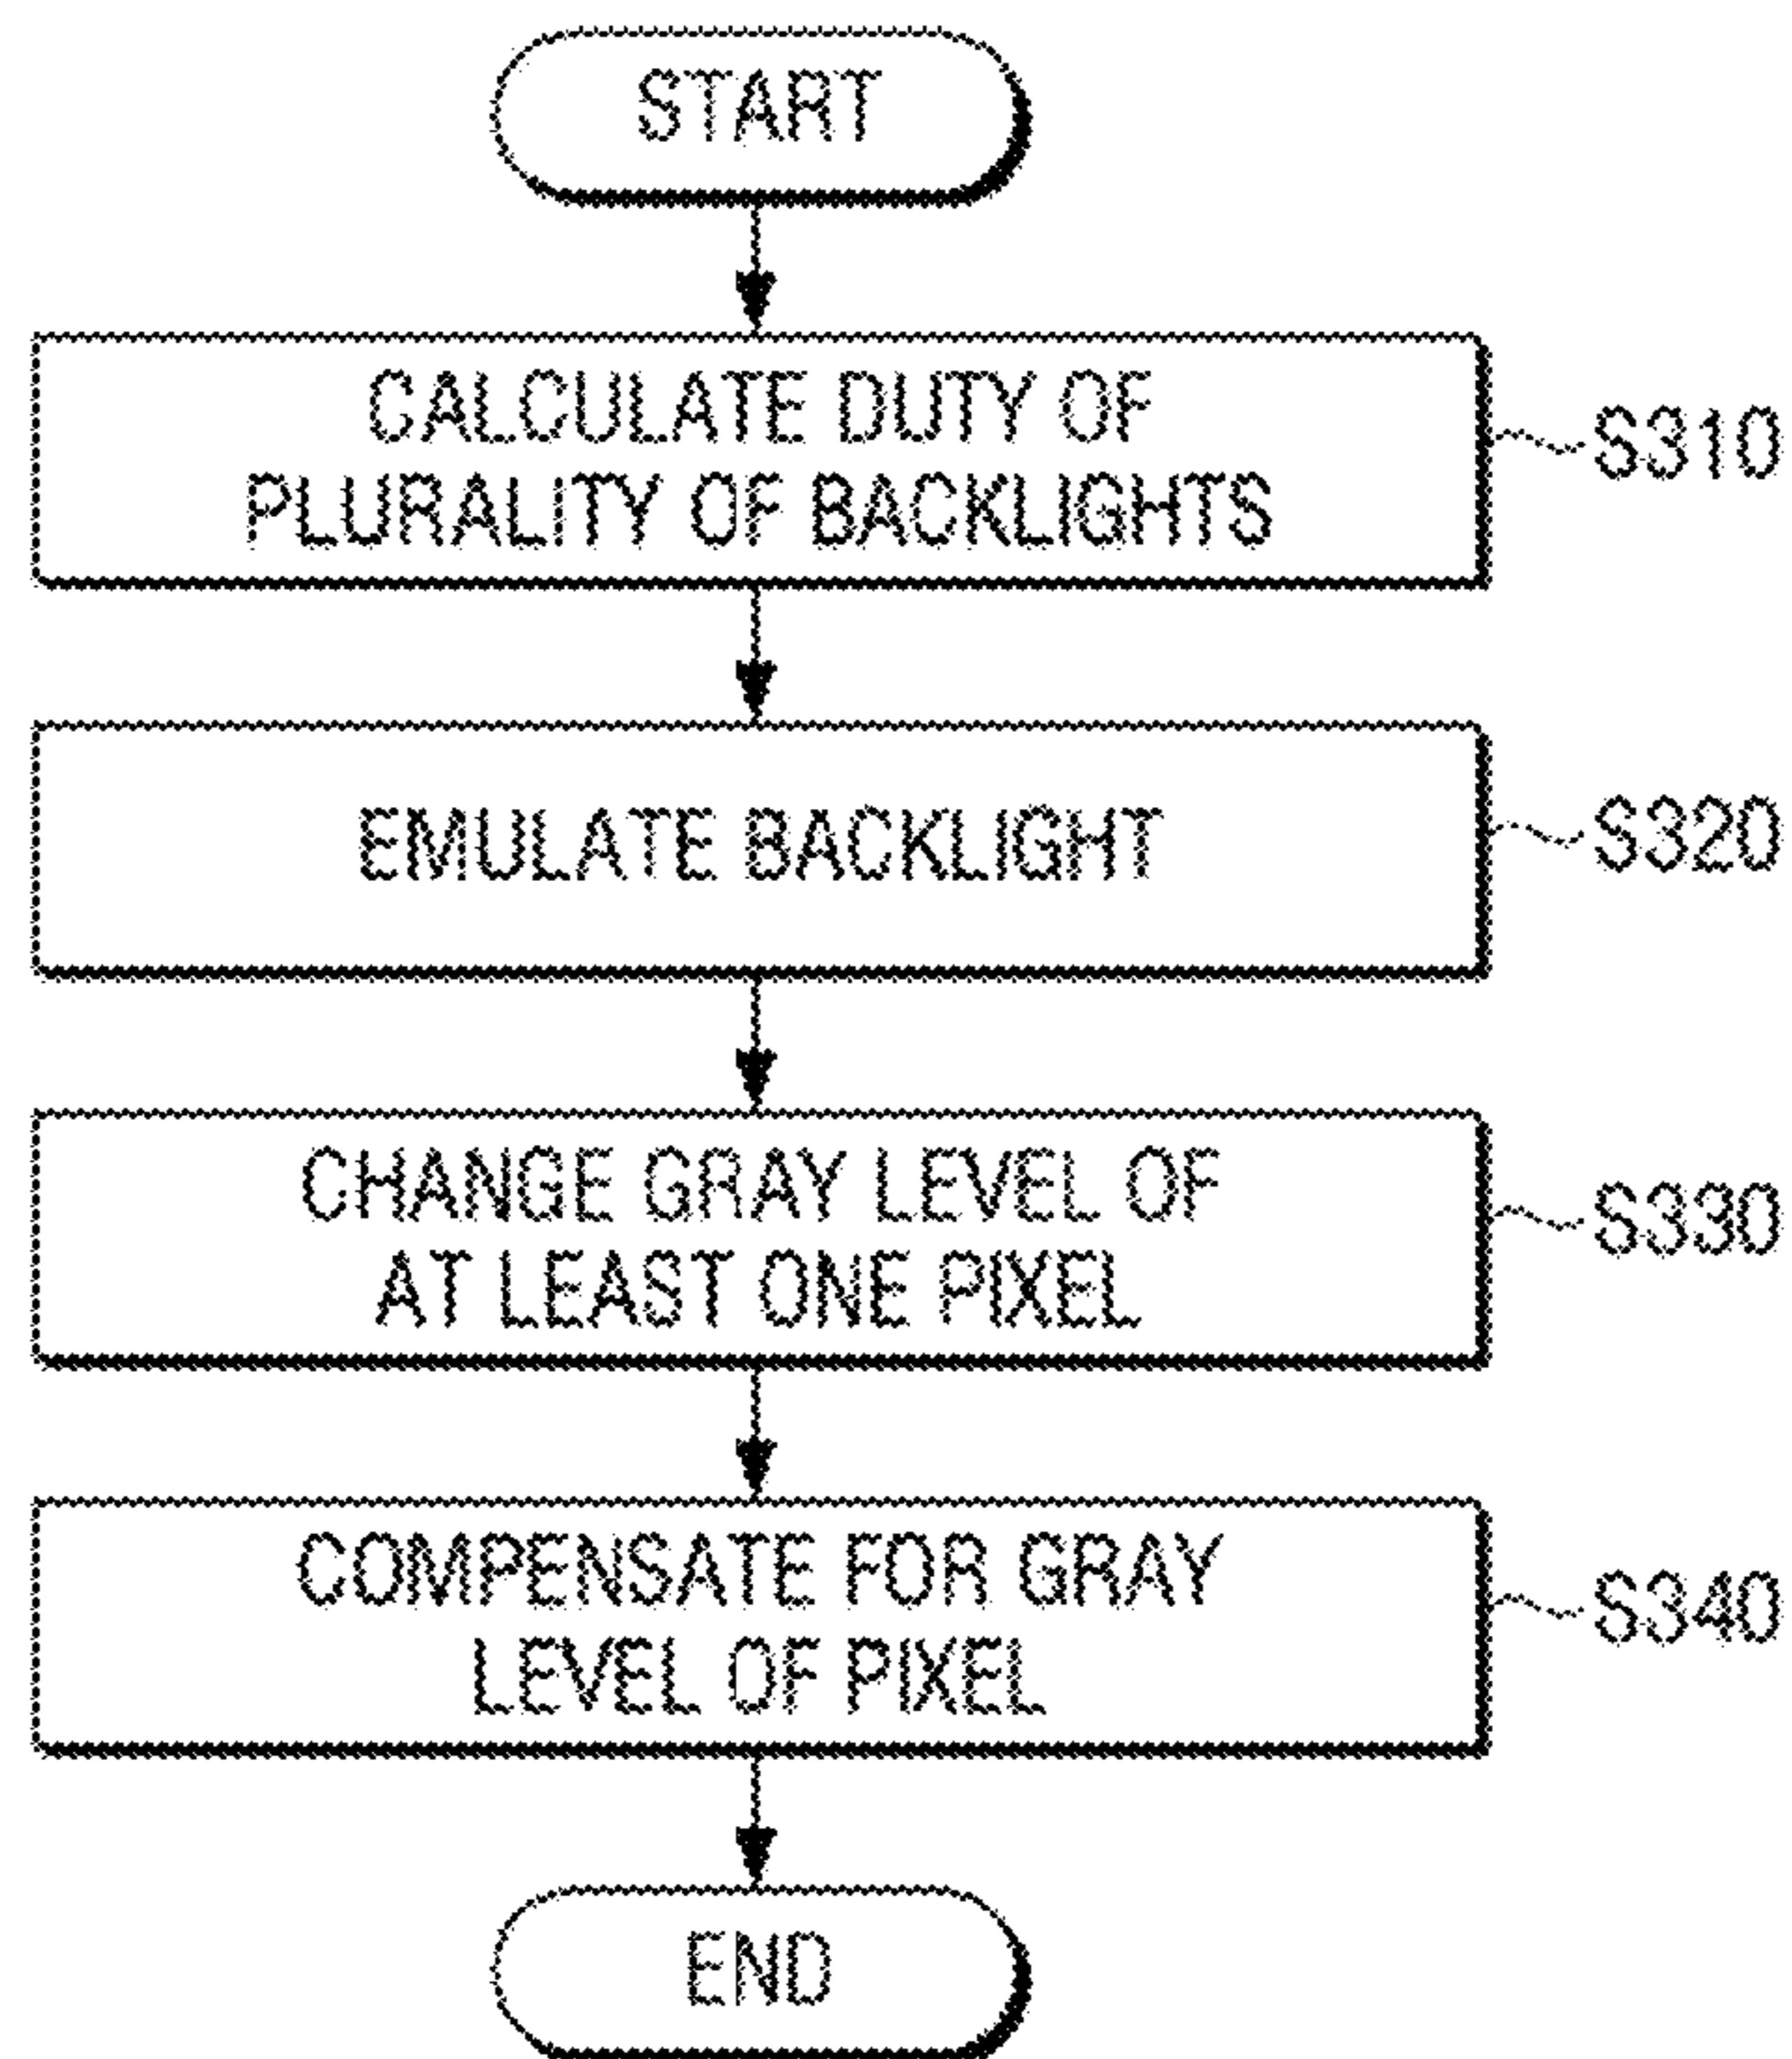 START
CALCULATE DUTY OF
PLURALITY OF BACKLIGHTS
S310
EMULATE BACKLIGHT
S320
CHANGE GRAY LEVEL OF
AT LEAST ONE PIXEL
S330
COMPENSATE FOR GRAY
LEVEL OF PIXEL
S340
END